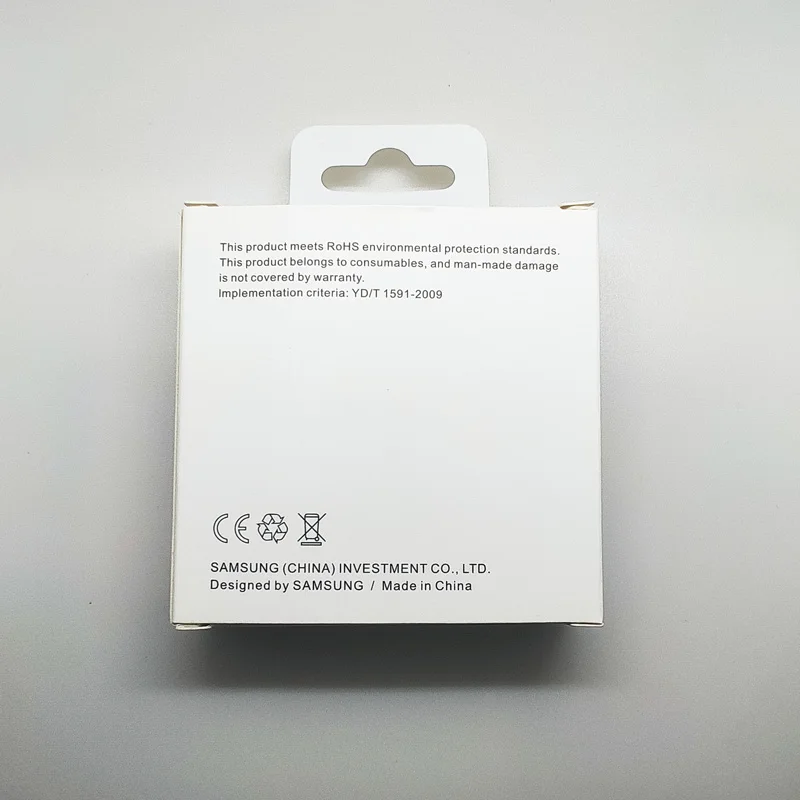 This product meets RoHS environmental protection standards.
This product belongs to consumables, and man-made damage
is not covered by warranty.
Implementation criteria: YD/T 1591-2009
CE
SAMSUNG (CHINA) INVESTMENT CO., LTD.
Designed by SAMSUNG / Made in China